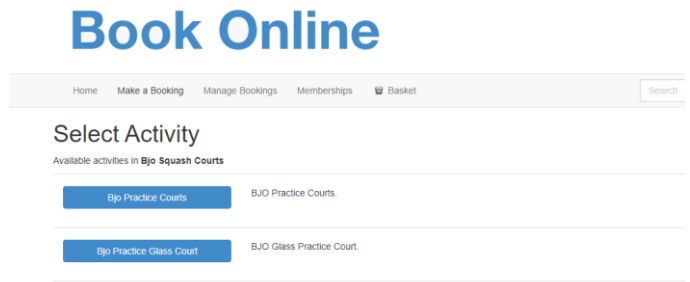 Book Online
Home Make a Booking Manage Bookings Memberships Basket Search
Select Activity
Available activities in Bjo Squash Courts
Bjo Practice Courts BJO Practice Courts.
Bjo Practice Glass Court BJO Glass Practice Court.